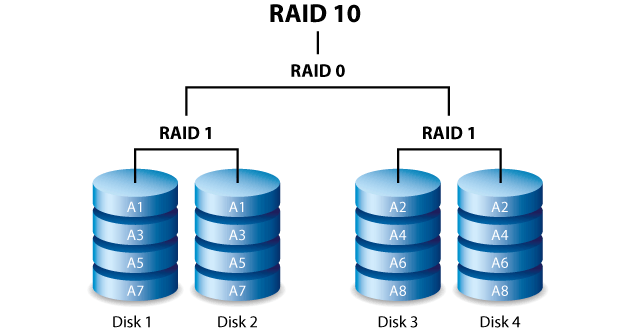 RAID 10
RAID 0
RAID 1 RAID 1
A1 A1 A2 A2
A3 A3 A4 A4
A5 A5 A6 A6
A7 A7 A8 A8
Disk 1 Disk 2 Disk 3 Disk 4